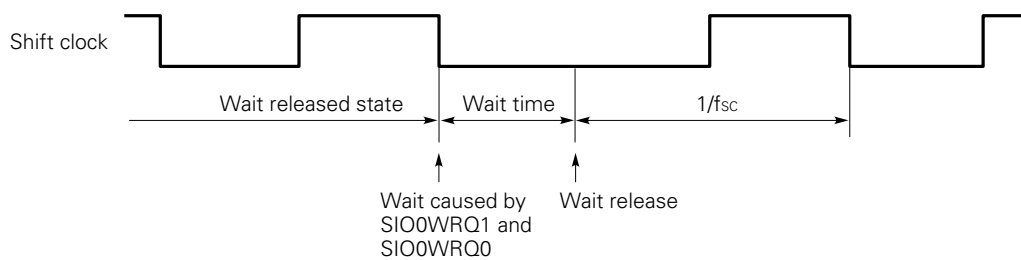 Shift clock
Wait released state
Wait time
1/fsc
Wait caused by
SIO0WRQ1 and
SIO0WRQ0
Wait release